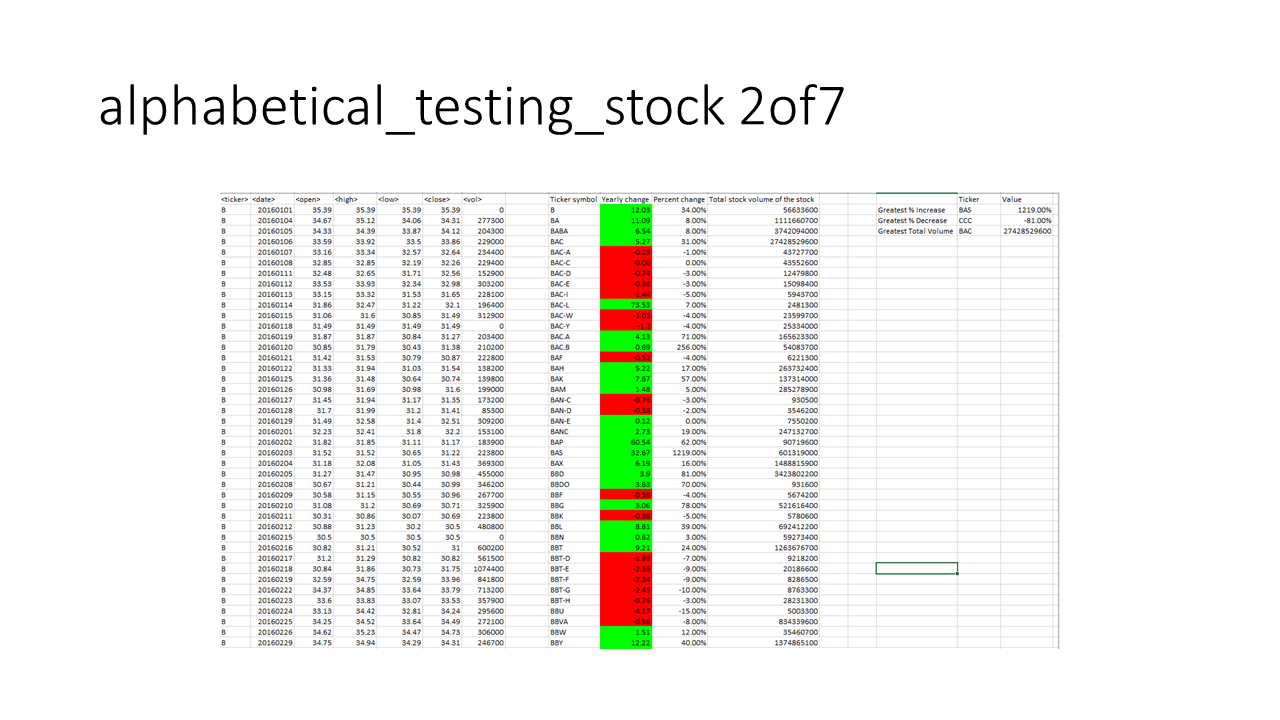 alphabetical_testing_stock 2of7
<ticker> <date> <open> <high> <low> <close> <vol> Ticker symbol Yearly change Percent change Total stock volume of the stock Ticker Value
B 20160101 35.39 35.39 35.39 35.39 0 B 12.03 34.00% 56633600 Greatest % Increase BAS 1219.00%
B 20160104 34.67 35.12 34.06 34.31 277300 BA 11.09 8.00% 1111660700 Greatest % Decrease CCC -81.00%
B 20160105 34.33 34.39 33.87 34.12 204300 BABA 6.54 8.00% 3742094000 Greatest Total Volume BAC 27428529600
B 20160106 33.59 33.92 33.5 33.86 229000 BAC 5.27 31.00% 27428529600
B 20160107 33.16 33.34 32.57 32.64 234400 BAC-A -1.00% 43727700
B 20160108 32.85 32.85 32.19 32.26 229400 BAC-C -0.06 0.00% 43552600
B 20160111 32.48 32.65 31.71 32.56 152900 BAC-D -0.74 -3.00% 12479800
B 20160112 33.53 33.93 32.34 32.98 303200 BAC-E -0.56 -3.00% 15098400
B 20160113 33.15 33.32 31.53 31.65 228100 BAC-I -1.44 -5.00% 5943700
B 20160114 31.86 32.47 31.22 32.1 196400 BAC-L 73.53 7.00% 2481300
B 20160115 31.06 31.6 30.85 31.49 312900 BAC-W -1.03 -4.00% 23599700
B 20160118 31.49 31.49 31.49 31.49 0 BAC-Y -1.2 -4.00% 25334000
B 20160119 31.87 31.87 30.84 31.27 203400 BAC.A 4.13 71.00% 165623300
B 20160120 30.85 31.79 30.43 31.38 210200 BAC.B 0.69 256.00% 54083700
B 20160121 31.42 31.53 30.79 30.87 222800 BAF -0.52 -4.00% 6221300
B 20160122 31.33 31.94 31.03 31.54 138200 BAH 5.22 17.00% 263732400
B 20160125 31.36 31.48 30.64 30.74 139800 BAK 7.67 57.00% 137314000
B 20160126 30.98 31.69 30.98 31.6 199000 BAM 1.48 5.00% 285278900
B 20160127 31.45 31.94 31.17 31.35 173200 BAN-C -0.76 -3.00% 930500
B 20160128 31.7 31.99 31.2 31.41 85300 BAN-D -0.58 -2.00% 3546200
B 20160129 31.49 32.58 31.4 32.51 309200 BAN-E 0.12 0.00% 7550200
B 20160201 32.23 32.41 31.8 32.2 153100 BANC 2.73 19.00% 247132700
B 20160202 31.82 31.85 31.11 31.17 183900 BAP 60.54 62.00% 90719600
B 20160203 31.52 31.52 30.65 31.22 223800 BAS 32.67 1219.00% 601319000
B 20160204 31.18 32.08 31.05 31.43 369300 BAX 6.19 16.00% 1488815900
B 20160205 31.27 31.47 30.95 30.98 455000 BBD 3.9 81.00% 3423802200
B 20160208 30.67 31.21 30.44 30.99 346200 BBDO 3.63 70.00% 931600
B 20160209 30.58 31.15 30.55 30.96 267700 BBF -4.00% 5674200
B 20160210 31.08 31.2 30.69 30.71 325900 BBG 3.06 78.00% 521616400
B 20160211 30.31 30.86 30.07 30.69 223800 BBK -5.00% 5780600
B 20160212 30.88 31.23 30.2 30.5 480800 BBL 8.81 39.00% 692412200
B 20160215 30.5 30.5 30.5 30.5 0 BBN 0.62 3.00% 59273400
B 20160216 30.82 31.21 30.52 31 600200 BBT 9.21 24.00% 1263676700
B 20160217 31.2 31.29 30.82 30.82 561500 BBT-D -1.89 -7.00% 9218200
B 20160218 30.84 31.86 30.73 31.75 1074400 BBT-E -2.36 -9.00% 20186600
B 20160219 32.59 34.75 32.59 33.96 841800 BBT-F -2.34 -9.00% 8286500
B 20160222 34.37 34.85 33.64 33.79 713200 BBT-G -2.45 -10.00% 8763300
B 20160223 33.6 33.83 33.07 33.53 357900 BBT-H -0.76 -3.00% 28231300
B 20160224 33.13 34.42 32.81 34.24 295600 BBU -4.17 -15.00% 5003300
B 20160225 34.25 34.52 33.64 34.49 272100 BBVA -0.56 -8.00% 834339600
B 20160226 34.62 35.23 34.47 34.73 306000 BBW 1.51 12.00% 35460700
B 20160229 34.75 34.94 34.29 34.31 246700 BBY 12.22 40.00% 1374865100